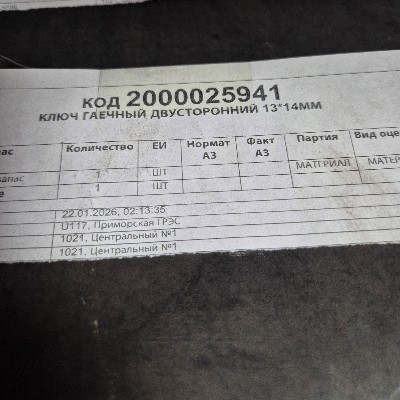 КОД 2000025941
КЛЮЧ ГАЕЧНЫЙ ДВУСТОРОННИЙ 13*14ММ
Количество ЕИ Нормат АЗ Факт АЗ Партия Вид
1 ШТ МАТЕРИАЛ
1 ШТ
22.01.2026, 02:13:35
U117, Приморская ГРЭС
1021, Центральный №1
1021, Центральный №1